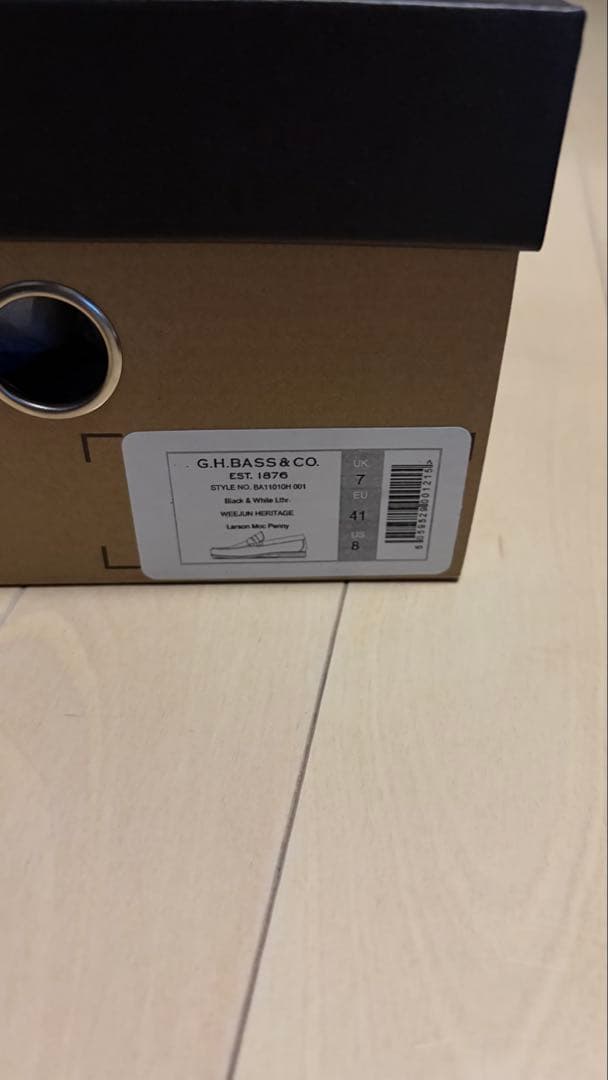 G.H.BASS & CO.
EST. 1876
STYLE NO. BA11010H 001
Black & White Lthr.
WEEJUN HERITAGE
Larson Moc Penny
UK
7
EU
41
US
8